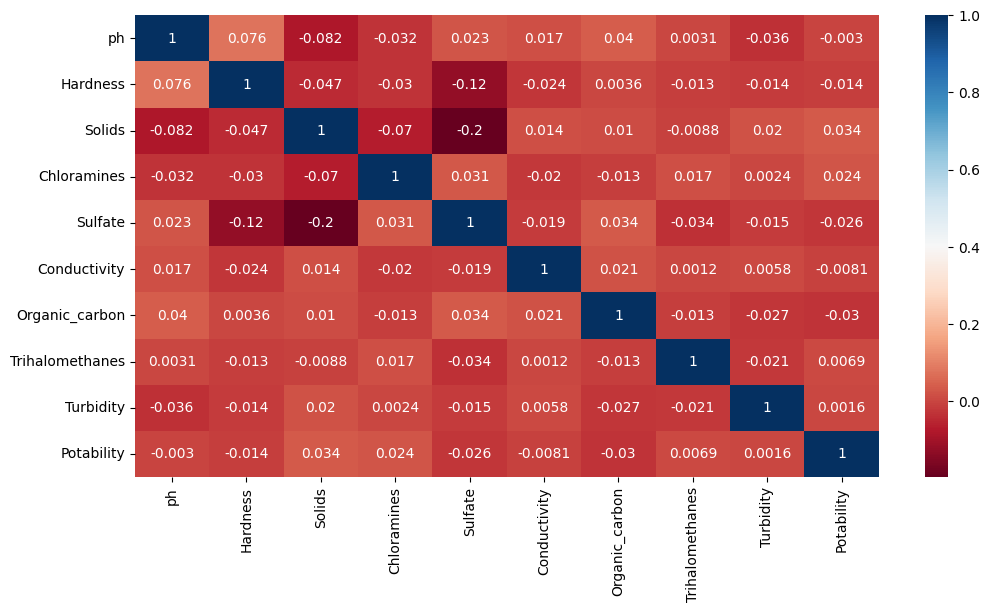 ph 1 0.076 -0.082 -0.032 0.023 0.017 0.04 0.0031 -0.036 -0.003
Hardness 0.076 1 -0.047 -0.03 -0.12 -0.024 0.0036 -0.013 -0.014 -0.014
Solids -0.082 -0.047 1 -0.07 -0.2 0.014 0.01 -0.0088 0.02 0.034
Chloramines -0.032 -0.03 -0.07 1 0.031 -0.02 -0.013 0.017 0.0024 0.024
Sulfate 0.023 -0.12 -0.2 0.031 1 -0.019 0.034 -0.034 -0.015 -0.026
Conductivity 0.017 -0.024 0.014 -0.02 -0.019 1 0.021 0.0012 0.0058 -0.0081
Organic_carbon 0.04 0.0036 0.01 -0.013 0.034 0.021 1 -0.013 -0.027 -0.03
Trihalomethanes 0.0031 -0.013 -0.0088 0.017 -0.034 0.0012 -0.013 1 -0.021 0.0069
Turbidity -0.036 -0.014 0.02 0.0024 -0.015 0.0058 -0.027 -0.021 1 0.0016
Potability -0.003 -0.014 0.034 0.024 -0.026 -0.0081 -0.03 0.0069 0.0016 1
ph
Hardness
Solids
Chloramines
Sulfate
Conductivity
Organic_carbon
Trihalomethanes
Turbidity
Potability
1.0
0.8
0.6
0.4
0.2
0.0